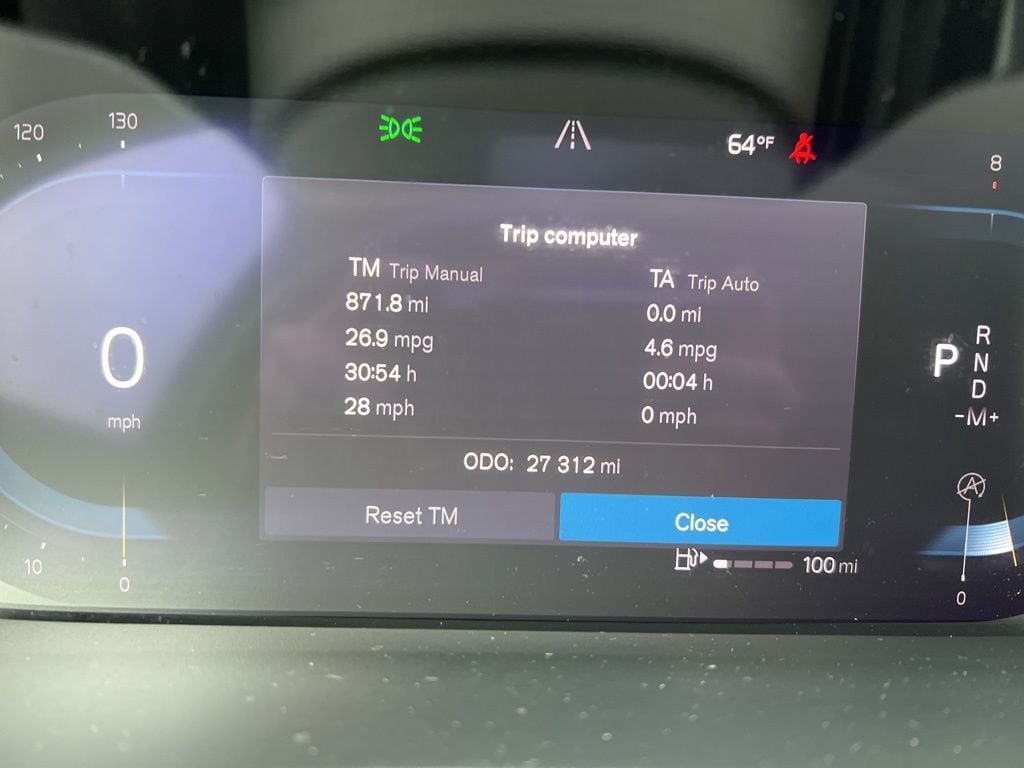 120
130
64°F
8
Trip computer
TM Trip Manual
TA Trip Auto
871.8 mi
0.0 mi
26.9 mpg
4.6 mpg
30:54 h
00:04 h
28 mph
0 mph
0
mph
P
R
N
D
-M+
ODO: 27 312 mi
Reset TM
Close
A
100 mi
10
0
0